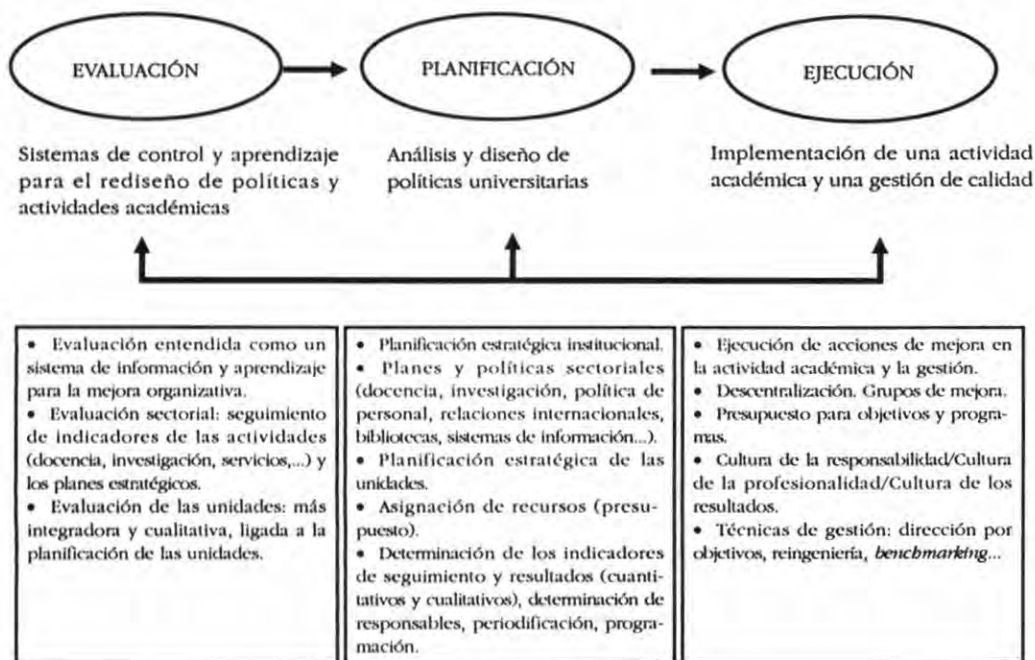 EVALUACIÓN
PLANIFICACIÓN
EJECUCIÓN
Sistemas de control y aprendizaje
para el rediseño de políticas y
actividades académicas
Análisis y diseño de
políticas universitarias
Implementación de una actividad
académica y una gestión de calidad
• Evaluación entendida como un
sistema de información y aprendizaje
para la mejora organizativa.
• Evaluación sectorial: seguimiento
de indicadores de las actividades
(docencia, investigación, servicios,...) y
los planes estratégicos.
• Evaluación de las unidades: más
integradora y cualitativa, ligada a la
planificación de las unidades.
• Planificación estratégica institucional.
• Planes y políticas sectoriales
(docencia, investigación, política de
personal, relaciones internacionales,
bibliotecas, sistemas de información...).
• Planificación estratégica de las
unidades.
• Asignación de recursos (presu-
puesto).
• Determinación de los indicadores
de seguimiento y resultados (cuanti-
tativos y cualitativos), determinación de
responsables, periodificación, progra-
mación.
• Ejecución de acciones de mejora en
la actividad académica y la gestión.
• Descentralización. Grupos de mejora.
• Presupuesto para objetivos y progra-
mas.
• Cultura de la responsabilidad/Cultura
de la profesionalidad/Cultura de los
resultados.
• Técnicas de gestión: dirección por
objetivos, reingeniería, benchmarking...